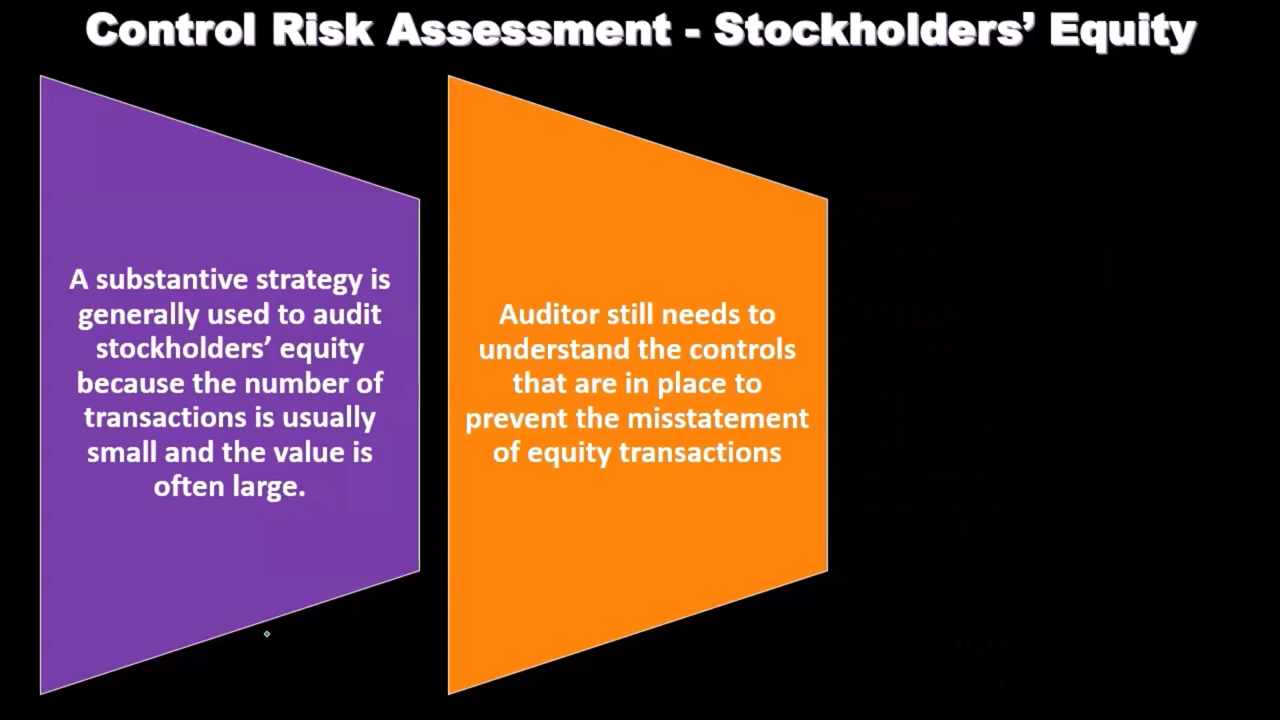 Control Risk Assessment - Stockholders’ Equity
A substantive strategy is
generally used to audit
stockholders’ equity
because the number of
transactions is usually
small and the value is
often large.
Auditor still needs to
understand the controls
that are in place to
prevent the misstatement
of equity transactions